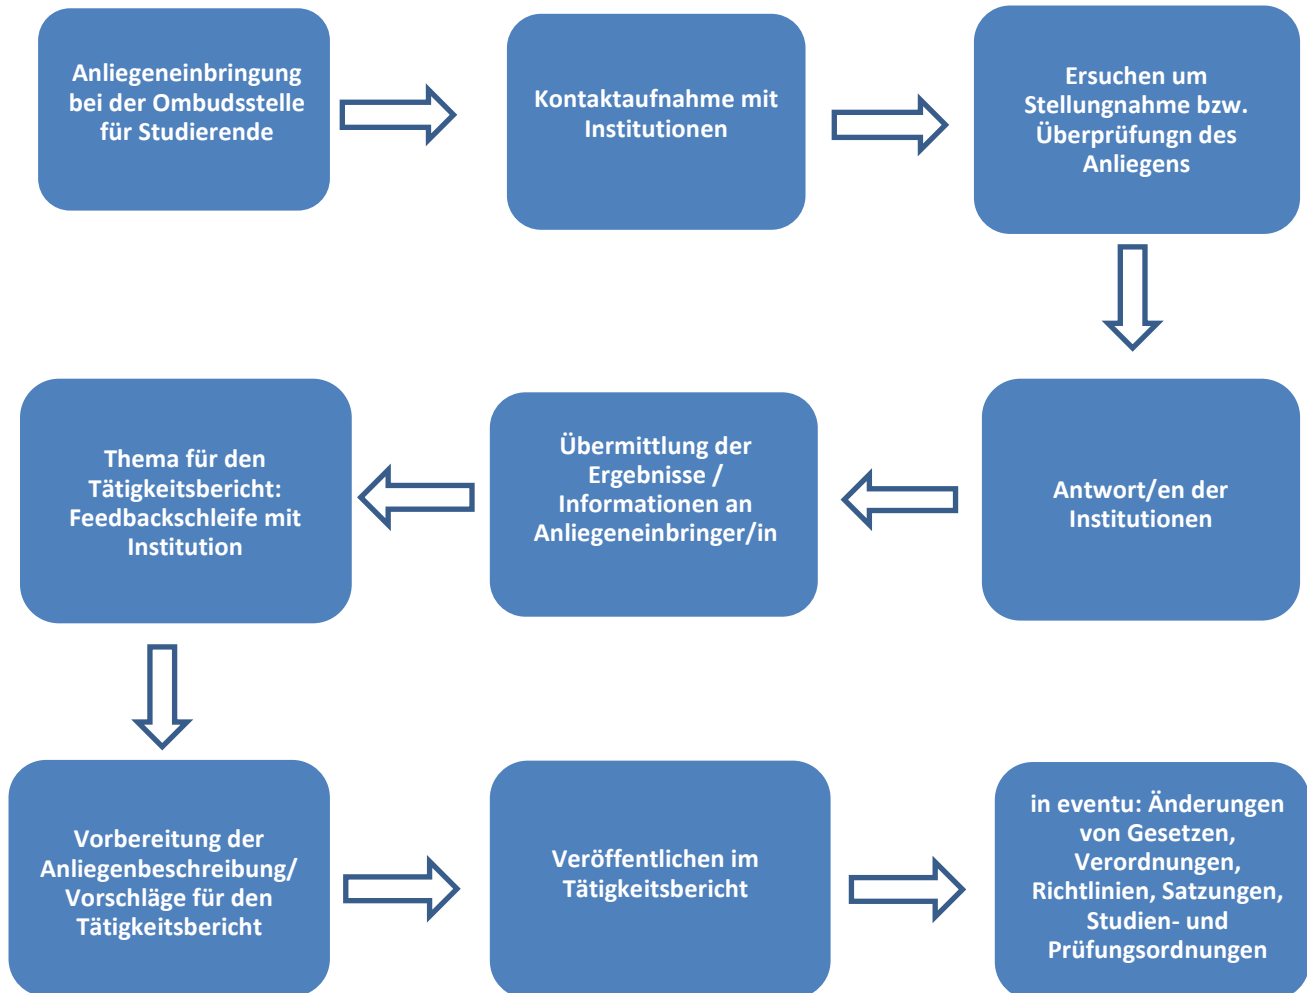 Anliegeneinbringung
bei der Ombudsstelle
für Studierende
Kontaktaufnahme mit
Institutionen
Ersuchen um
Stellungnahme bzw.
Überprüfungn des
Anliegens
Antwort/en der
Institutionen
Übermittlung der
Ergebnisse /
Informationen an
Anliegeneinbringer/in
Thema für den
Tätigkeitsbericht:
Feedbackschleife mit
Institution
Vorbereitung der
Anliegenbeschreibung/
Vorschläge für den
Tätigkeitsbericht
Veröffentlichen im
Tätigkeitsbericht
in eventu: Änderungen
von Gesetzen,
Verordnungen,
Richtlinien, Satzungen,
Studien- und
Prüfungsordnungen